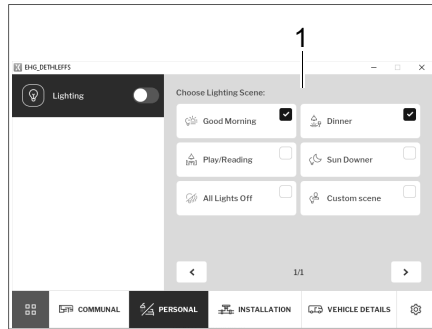 1
EHG_DETHLEFFS
Lighting
Choose Lighting Scene:
Good Morning
Dinner
Play/Reading
Sun Downer
All Lights Off
Custom scene
1/1
COMMUNAL
PERSONAL
INSTALLATION
VEHICLE DETAILS